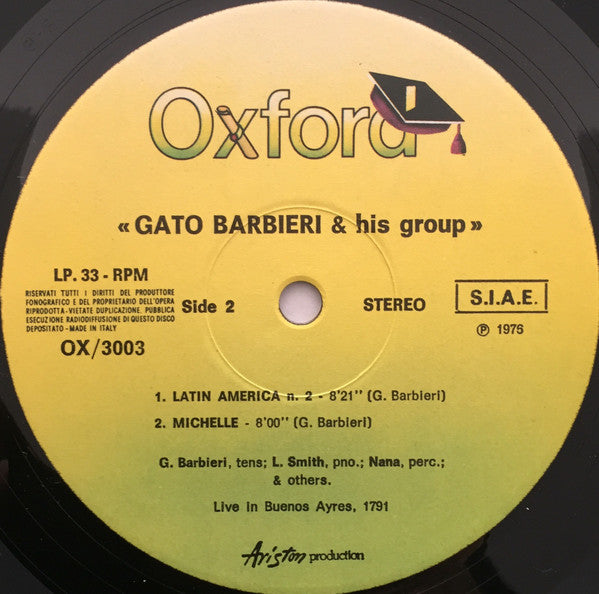 Oxford
«GATO BARBIERI & his group»
LP. 33 - RPM
RISERVATI TUTTI I DIRITTI DEL PRODUTTORE
FONOGRAFICO E DEL PROPRIETARIO DELL'OPERA
RIPRODOTTA - VIETATE DUPLICAZIONE, PUBBLICA
ESECUZIONE RADIODIFFUSIONE DI QUESTO DISCO
DEPOSITATO - MADE IN ITALY
OX/3003
Side 2
STEREO
S.I.A.E.
℗ 1976
1. LATIN AMERICA n. 2 - 8'21" (G. Barbieri)
2. MICHELLE - 8'00" (G. Barbieri)
G. Barbieri, tens; L. Smith, pno.; Nana, perc.;
& others.
Live in Buenos Ayres, 1791
Ariston production